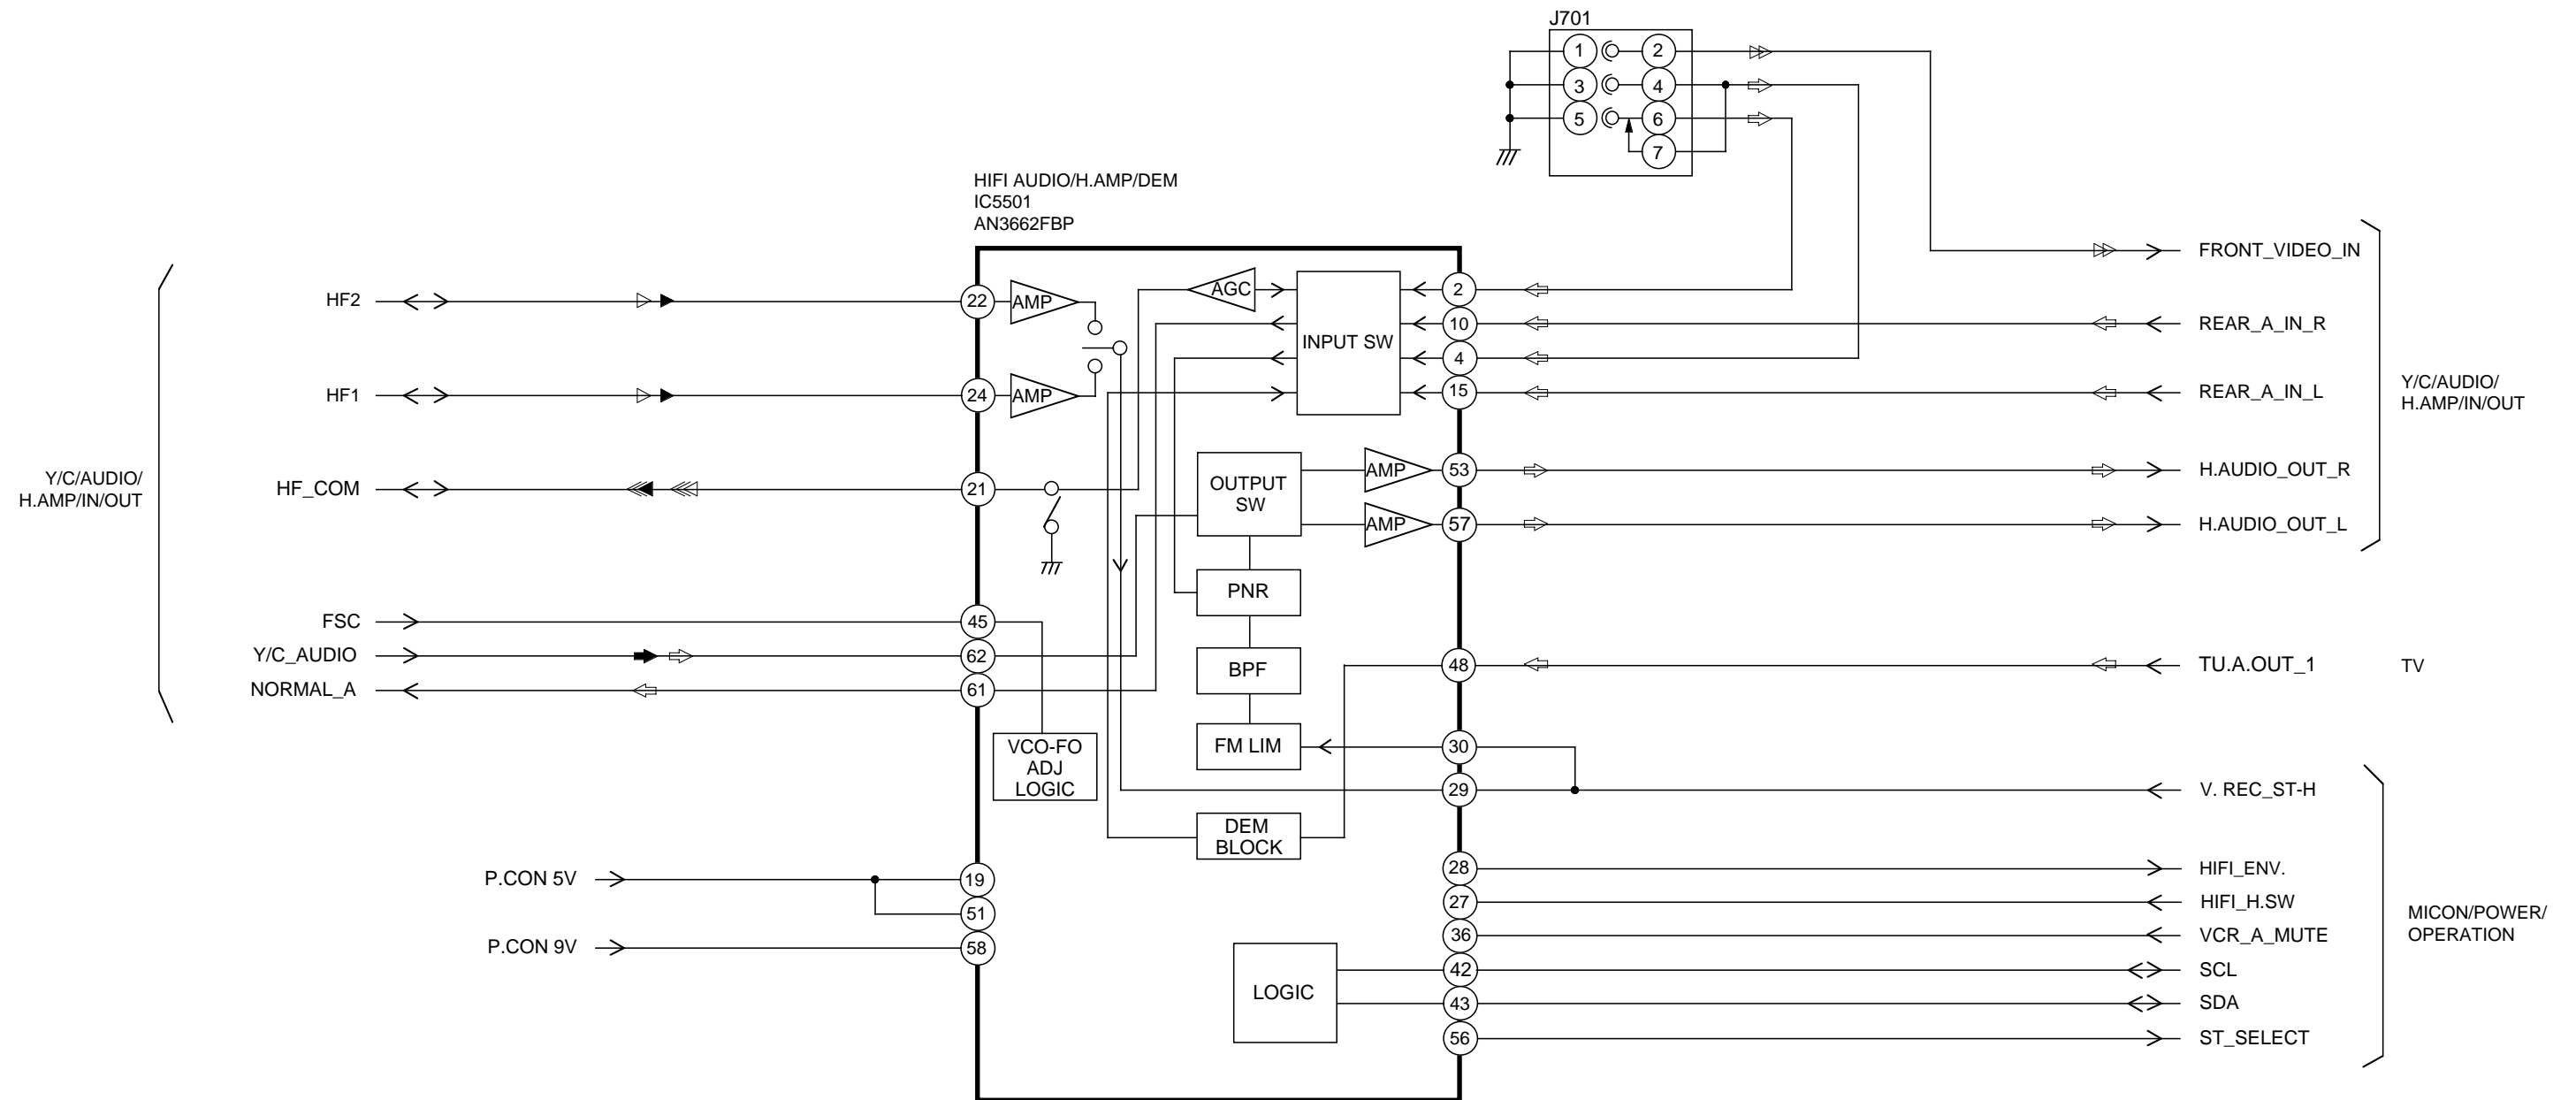 J701
1
2
3
4
5
6
7
HIFI AUDIO/H.AMP/DEM
IC5501
AN3662FBP
Y/C/AUDIO/
H.AMP/IN/OUT
HF2
HF1
HF_COM
FSC
Y/C_AUDIO
NORMAL_A
P.CON 5V
P.CON 9V
22
24
21
45
62
61
19
51
58
AMP
AMP
AGC
INPUT SW
OUTPUT
SW
AMP
AMP
PNR
BPF
FM LIM
VCO-FO
ADJ
LOGIC
DEM
BLOCK
LOGIC
2
10
4
15
53
57
48
30
29
28
27
36
42
43
56
FRONT_VIDEO_IN
REAR_A_IN_R
REAR_A_IN_L
H.AUDIO_OUT_R
H.AUDIO_OUT_L
Y/C/AUDIO/
H.AMP/IN/OUT
TU.A.OUT_1
TV
V. REC_ST-H
HIFI_ENV.
HIFI_H.SW
VCR_A_MUTE
SCL
SDA
ST_SELECT
MICON/POWER/
OPERATION